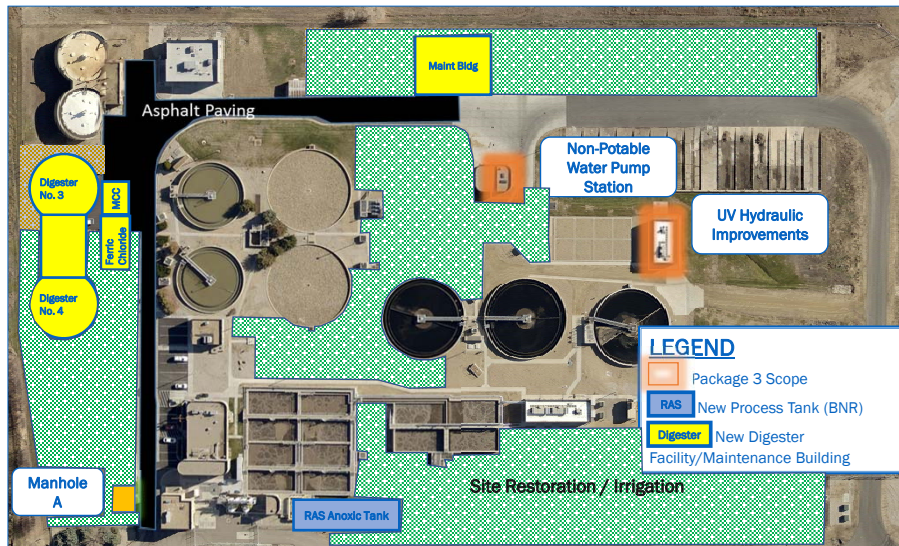 Maint Bldg
Asphalt Paving
Non-Potable
Water Pump
Station
Digester
No. 3
MCC
Ferric
Chloride
UV Hydraulic
Improvements
Digester
No. 4
LEGEND
Package 3 Scope
RAS New Process Tank (BNR)
Digester New Digester
Facility/Maintenance Building
Manhole
A
Site Restoration / Irrigation
RAS Anoxic Tank